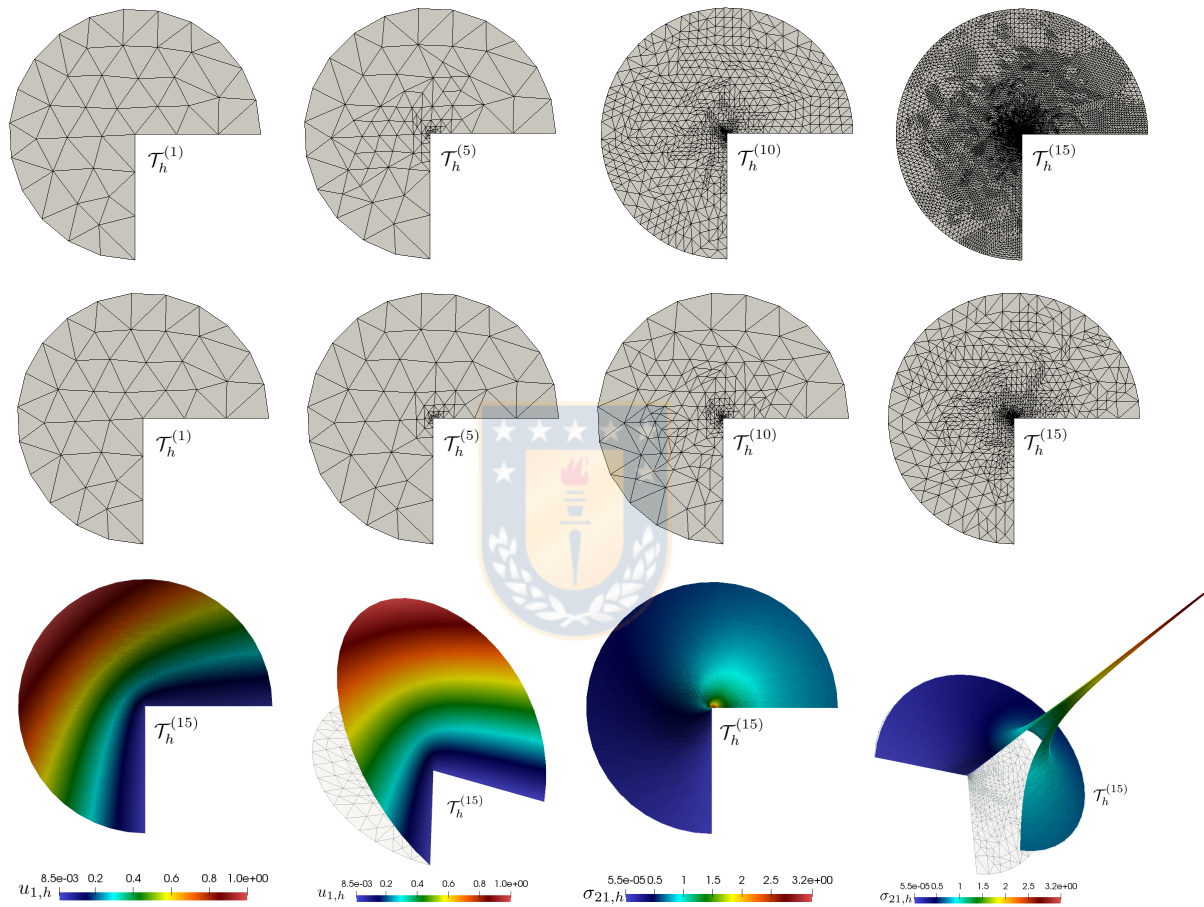 $\mathcal{T}_h^{(1)}$ $\mathcal{T}_h^{(5)}$ $\mathcal{T}_h^{(10)}$ $\mathcal{T}_h^{(15)}$
$\mathcal{T}_h^{(1)}$ $\mathcal{T}_h^{(5)}$ $\mathcal{T}_h^{(10)}$ $\mathcal{T}_h^{(15)}$
$\mathcal{T}_h^{(15)}$ $\mathcal{T}_h^{(15)}$ $\mathcal{T}_h^{(15)}$ $\mathcal{T}_h^{(15)}$
8.5e-03 0.2 0.4 0.6 0.8 1.0e+00
$u_{1,h}$
8.5e-03 0.2 0.4 0.6 0.8 1.0e+00
$u_{1,h}$
5.5e-05 0.5 1 1.5 2 2.5 3.2e+00
$\sigma_{21,h}$
5.5e-05 0.5 1 1.5 2 2.5 3.2e+00
$\sigma_{21,h}$